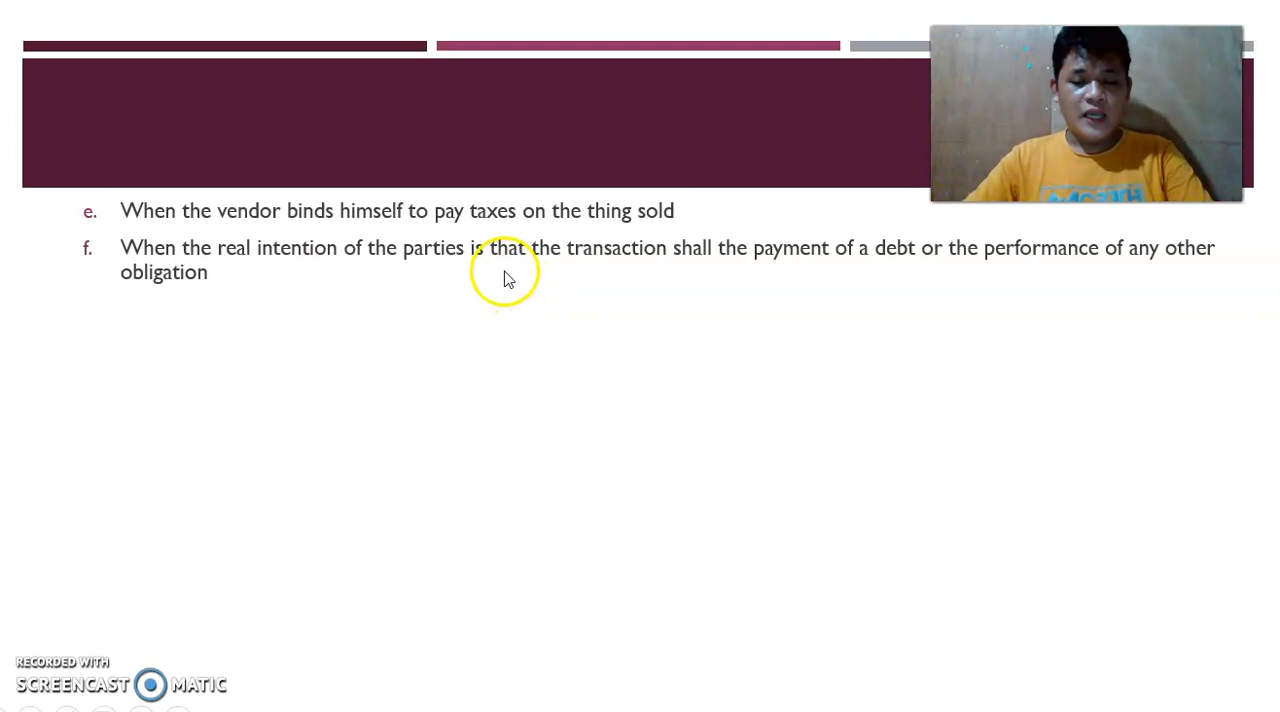 e. When the vendor binds himself to pay taxes on the thing sold
f. When the real intention of the parties is that the transaction shall the payment of a debt or the performance of any other
obligation
RECORDED WITH
SCREENCAST MATIC